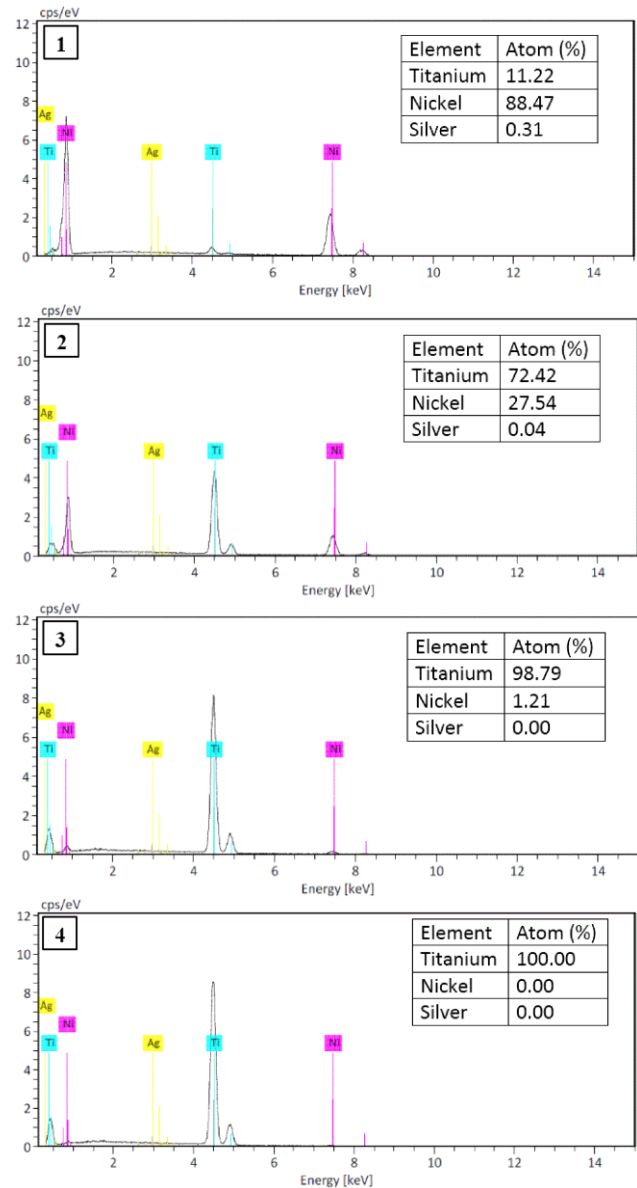 cps/eV
12
1
Element Atom (%)
Titanium 11.22
Nickel 88.47
Silver 0.31
10
8
Ag
6
Ni
Ti Ag Ti Ni
4
2
0
2 4 6 8 10 12 14
Energy [keV]
cps/eV
12
2
Element Atom (%)
Titanium 72.42
Nickel 27.54
Silver 0.04
10
8
Ag
6
Ni
Ti Ag Ti Ni
4
2
0
2 4 6 8 10 12 14
Energy [keV]
cps/eV
12
3
Element Atom (%)
Titanium 98.79
Nickel 1.21
Silver 0.00
10
8
Ag
6
Ni
Ti Ag Ti Ni
4
2
0
2 4 6 8 10 12 14
Energy [keV]
cps/eV
12
4
Element Atom (%)
Titanium 100.00
Nickel 0.00
Silver 0.00
10
8
Ag
6
Ni
Ti Ag Ti Ni
4
2
0
2 4 6 8 10 12 14
Energy [keV]